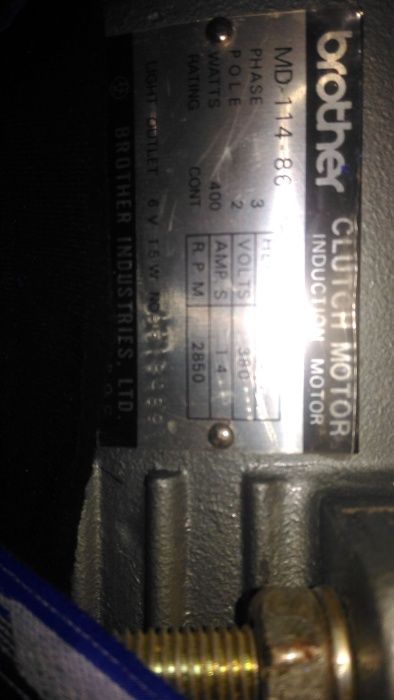 brother CLUTCH MOTOR
INDUCTION MOTOR
MD-114-86
PHASE 3
POLE 2 VOLTS 380
WATTS 400 AMP.S 1.4
RATING CONT R.P.M. 2850
LIGHT OUTLET 6V 15W NO
BROTHER INDUSTRIES, LTD.